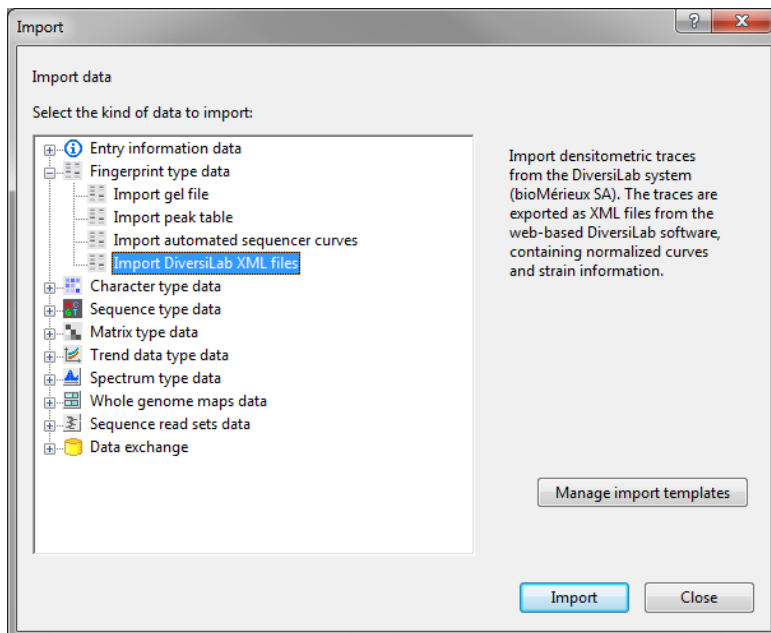 Import
Import data
Select the kind of data to import:
Entry information data
Fingerprint type data
Import gel file
Import peak table
Import automated sequencer curves
Import DiversiLab XML files
Character type data
Sequence type data
Matrix type data
Trend data type data
Spectrum type data
Whole genome maps data
Sequence read sets data
Data exchange
Import densitometric traces
from the DiversiLab system
(bioMérieux SA). The traces are
exported as XML files from the
web-based DiversiLab software,
containing normalized curves
and strain information.
Manage import templates
Import
Close